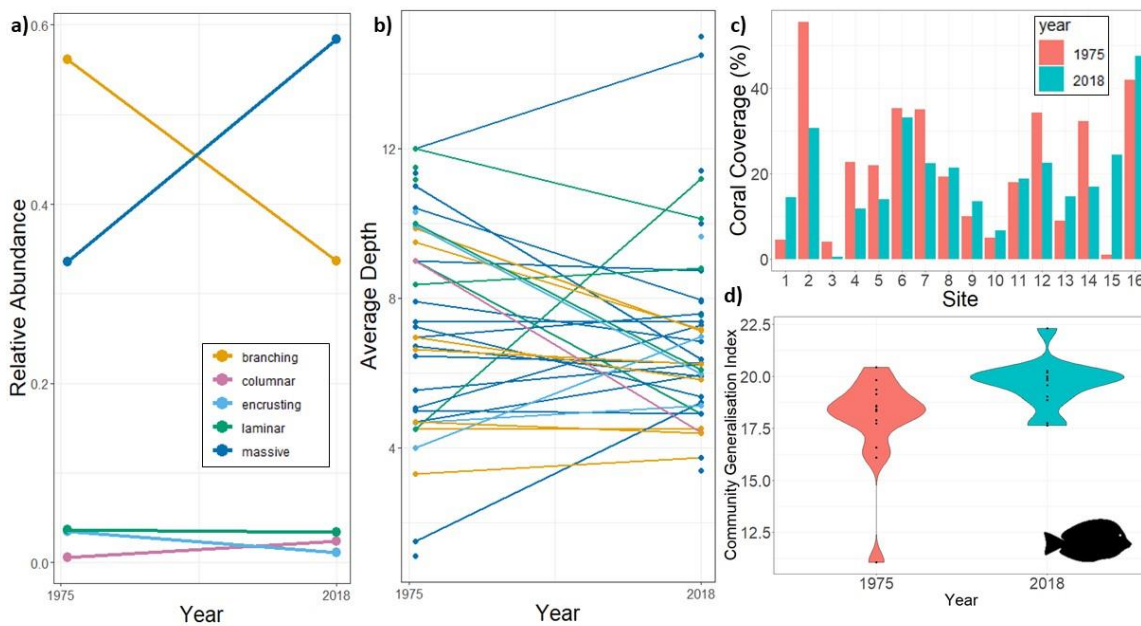 a)
Relative Abundance
0.6
0.4
0.2
0.0
branching
columnar
encrusting
laminar
massive
1975
2018
Year
b)
Average Depth
12
8
4
1975
2018
Year
c)
Coral Coverage (%)
40
20
0
year
1975
2018
1 2 3 4 5 6 7 8 9 10 11 12 13 14 15 16
Site
d)
Community Generalisation Index
22.5
20.0
17.5
15.0
12.5
1975
2018
Year